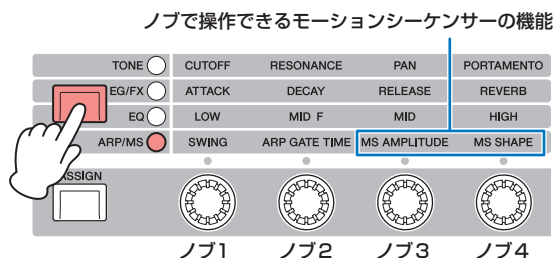 ノブで操作できるモーションシーケンサーの機能
TONE CUTOFF RESONANCE PAN PORTAMENTO
EG/FX ATTACK DECAY RELEASE REVERB
EQ LOW MID F MID HIGH
ARP/MS SWING ARP GATE TIME MS AMPLITUDE MS SHAPE
ASSIGN
ノブ1 ノブ2 ノブ3 ノブ4